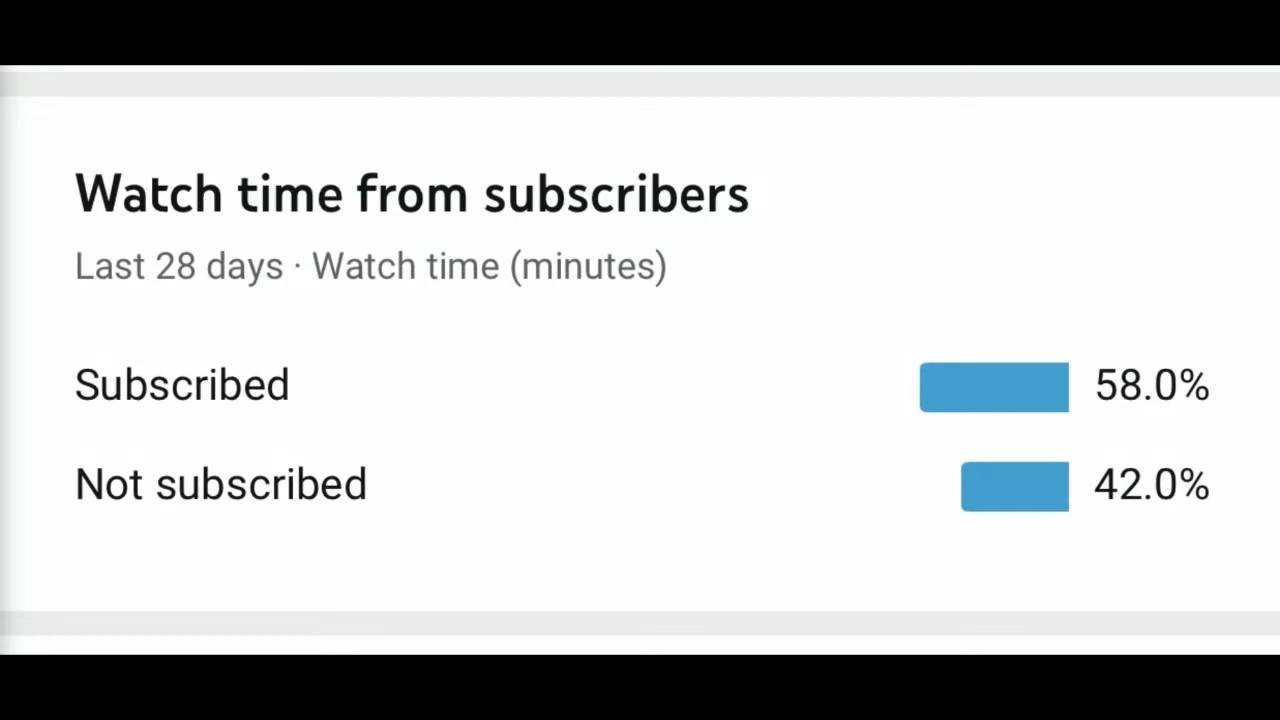 Watch time from subscribers
Last 28 days · Watch time (minutes)
Subscribed 58.0%
Not subscribed 42.0%